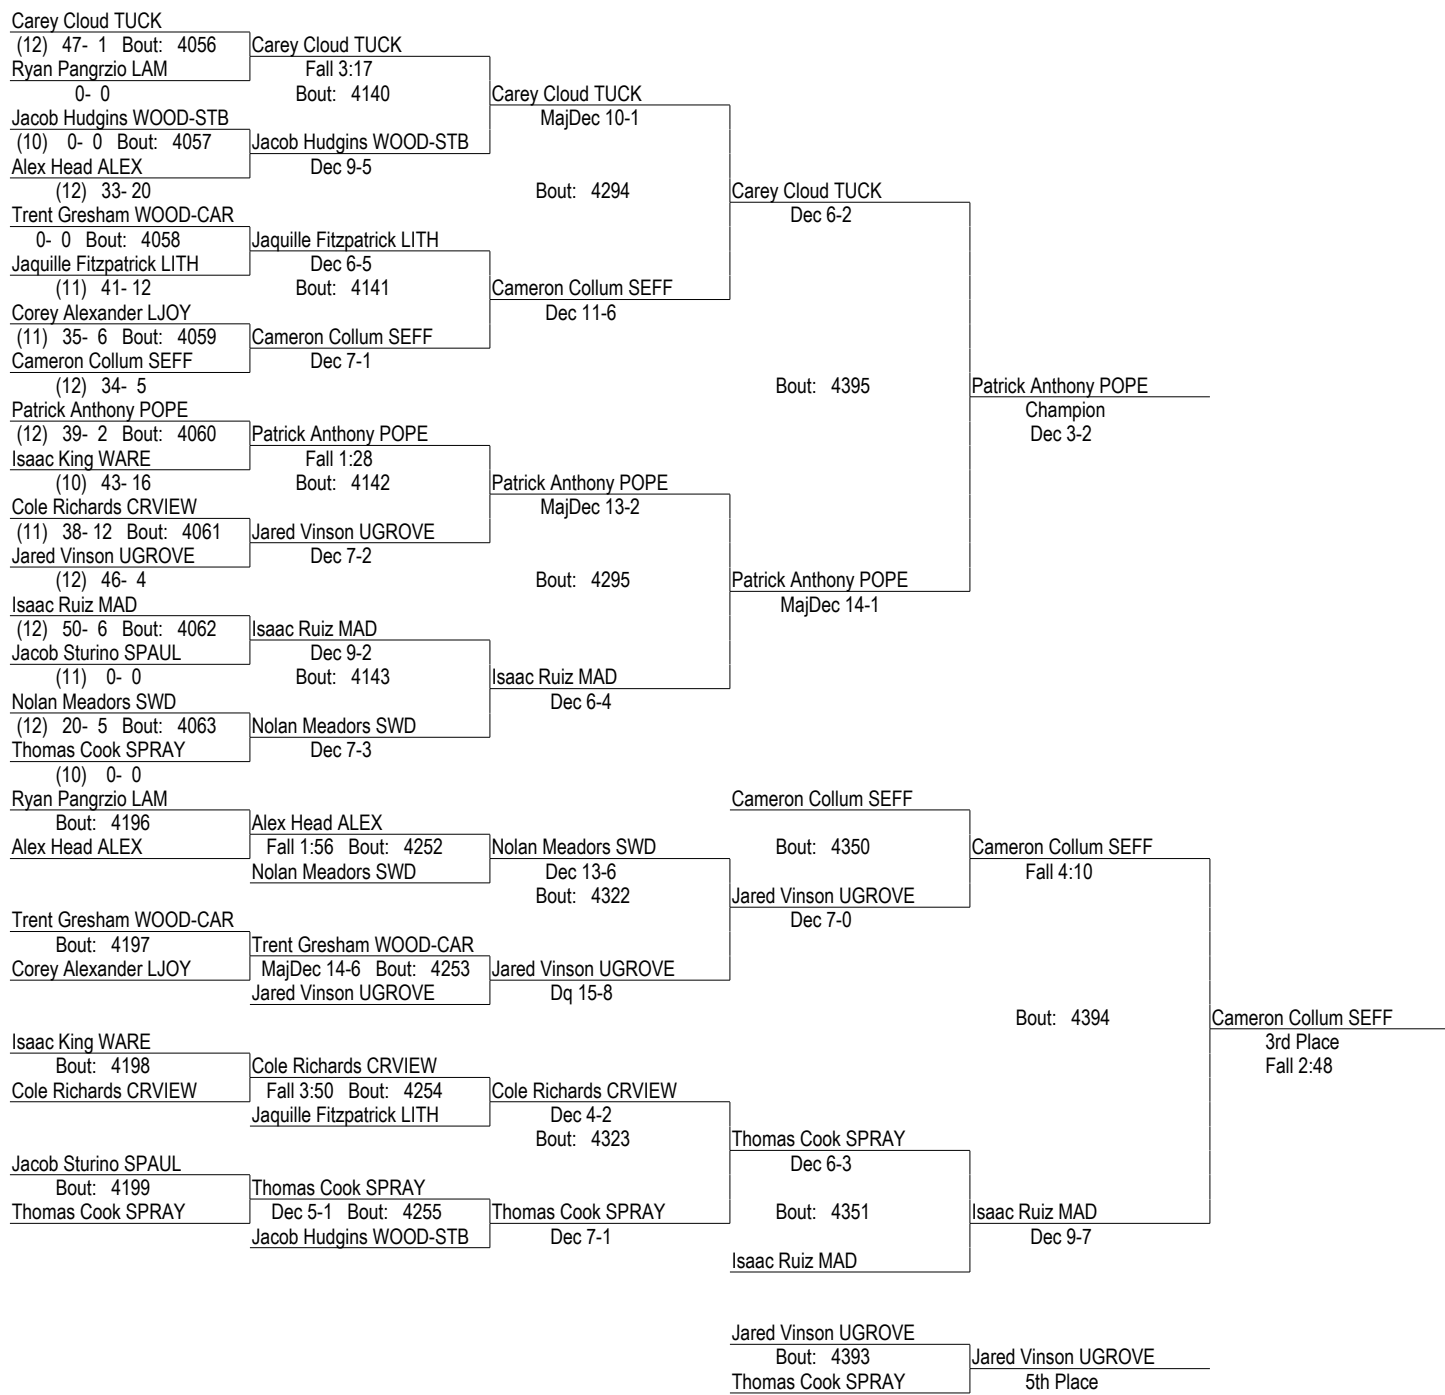 Carey Cloud TUCK
(12) 47- 1 Bout: 4056 Carey Cloud TUCK
Ryan Pangrzio LAM Fall 3:17
0- 0 Bout: 4140 Carey Cloud TUCK
Jacob Hudgins WOOD-STB MajDec 10-1
(10) 0- 0 Bout: 4057 Jacob Hudgins WOOD-STB
Alex Head ALEX Dec 9-5
(12) 33- 20 Bout: 4294 Carey Cloud TUCK
Trent Gresham WOOD-CAR Dec 6-2
0- 0 Bout: 4058 Jaquille Fitzpatrick LITH
Jaquille Fitzpatrick LITH Dec 6-5
(11) 41- 12 Bout: 4141 Cameron Collum SEFF
Corey Alexander LJOY Dec 11-6
(11) 35- 6 Bout: 4059 Cameron Collum SEFF
Cameron Collum SEFF Dec 7-1
(12) 34- 5 Bout: 4395 Patrick Anthony POPE
Patrick Anthony POPE Champion
(12) 39- 2 Bout: 4060 Patrick Anthony POPE Dec 3-2
Isaac King WARE Fall 1:28
(10) 43- 16 Bout: 4142 Patrick Anthony POPE
Cole Richards CRVIEW MajDec 13-2
(11) 38- 12 Bout: 4061 Jared Vinson UGROVE
Jared Vinson UGROVE Dec 7-2
(12) 46- 4 Bout: 4295 Patrick Anthony POPE
Isaac Ruiz MAD MajDec 14-1
(12) 50- 6 Bout: 4062 Isaac Ruiz MAD
Jacob Sturino SPAUL Dec 9-2
(11) 0- 0 Bout: 4143 Isaac Ruiz MAD
Nolan Meadors SWD Dec 6-4
(12) 20- 5 Bout: 4063 Nolan Meadors SWD
Thomas Cook SPRAY Dec 7-3
(10) 0- 0
Ryan Pangrzio LAM Cameron Collum SEFF
Bout: 4196 Alex Head ALEX
Alex Head ALEX Fall 1:56 Bout: 4252 Nolan Meadors SWD Bout: 4350 Cameron Collum SEFF
Nolan Meadors SWD Dec 13-6 Fall 4:10
Bout: 4322 Jared Vinson UGROVE
Trent Gresham WOOD-CAR Dec 7-0
Bout: 4197 Trent Gresham WOOD-CAR
Corey Alexander LJOY MajDec 14-6 Bout: 4253 Jared Vinson UGROVE
Jared Vinson UGROVE Dq 15-8
Bout: 4394 Cameron Collum SEFF
Isaac King WARE 3rd Place
Bout: 4198 Cole Richards CRVIEW Fall 2:48
Cole Richards CRVIEW Fall 3:50 Bout: 4254 Cole Richards CRVIEW
Jaquille Fitzpatrick LITH Dec 4-2
Bout: 4323 Thomas Cook SPRAY
Jacob Sturino SPAUL Dec 6-3
Bout: 4199 Thomas Cook SPRAY
Thomas Cook SPRAY Dec 5-1 Bout: 4255 Thomas Cook SPRAY Bout: 4351 Isaac Ruiz MAD
Jacob Hudgins WOOD-STB Dec 7-1 Dec 9-7
Isaac Ruiz MAD
Jared Vinson UGROVE
Bout: 4393 Jared Vinson UGROVE
Thomas Cook SPRAY 5th Place